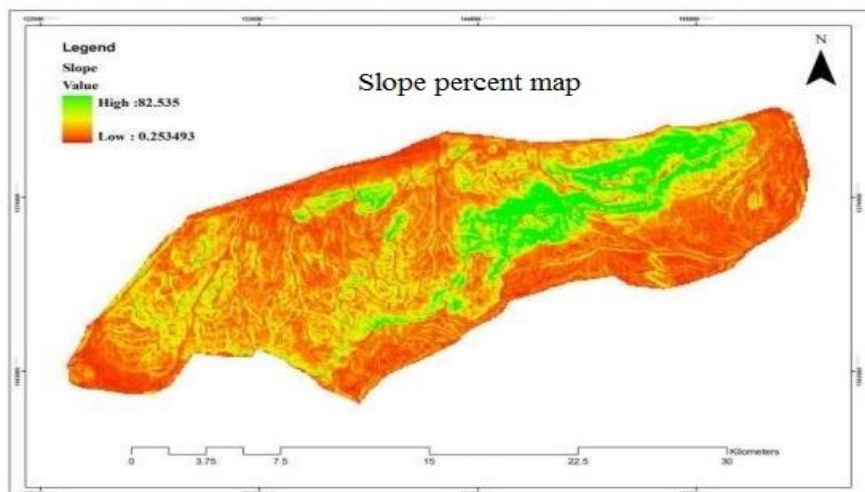 Legend
Slope
Value
High :82.535
Low : 0.253493
Slope percent map
N
0 3.75 7.5 15 22.5 30
Kilometers